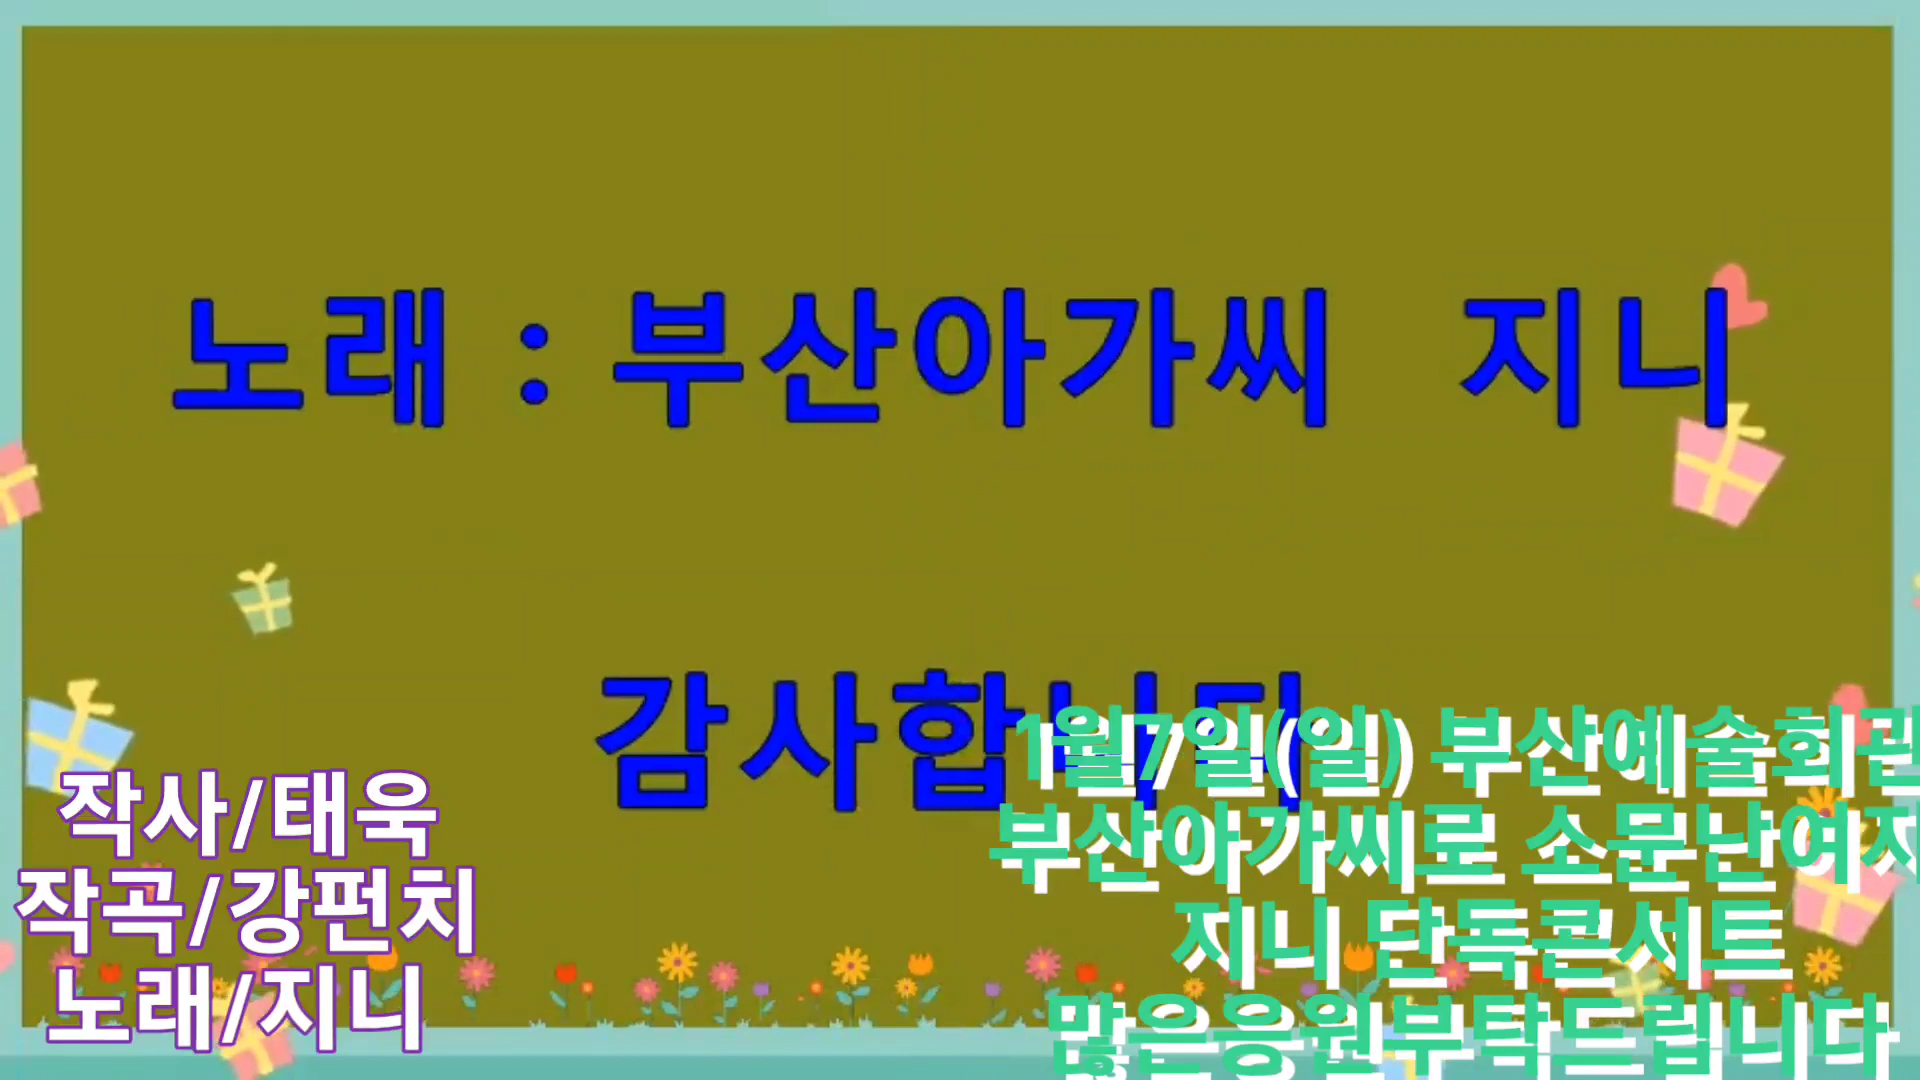 노래 : 부산아가씨 지니
감사합니다
작사/태욱
작곡/강펀치
노래/지니
1월7일(일) 부산예술회관
부산아가씨로 소문난여자
지니 단독콘서트
많은응원부탁드립니다